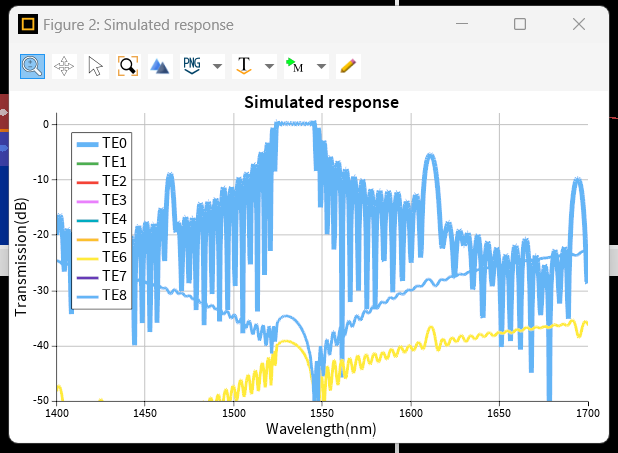 Figure 2: Simulated response
PNG
T
M
Simulated response
Transmission(dB)
0
-10
-20
-30
-40
-50
TE0
TE1
TE2
TE3
TE4
TE5
TE6
TE7
TE8
1400
1450
1500
1550
1600
1650
1700
Wavelength(nm)